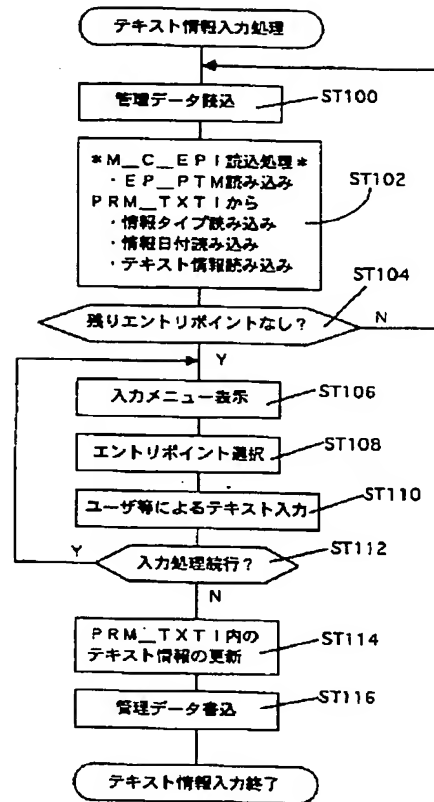 テキスト情報入力処理
管理データ読込
ST100
*M__C__EPI読込処理*
・EP__PTM読み込み
PRM__TXTIから
・情報タイプ読み込み
・情報日付読み込み
・テキスト情報読み込み
ST102
ST104
残りエントリポイントなし?
N
Y
入力メニュー表示
ST106
エントリポイント選択
ST108
ユーザ等によるテキスト入力
ST110
Y
入力処理続行?
ST112
N
PRM__TXTI内の
テキスト情報の更新
ST114
管理データ書込
ST116
テキスト情報入力終了